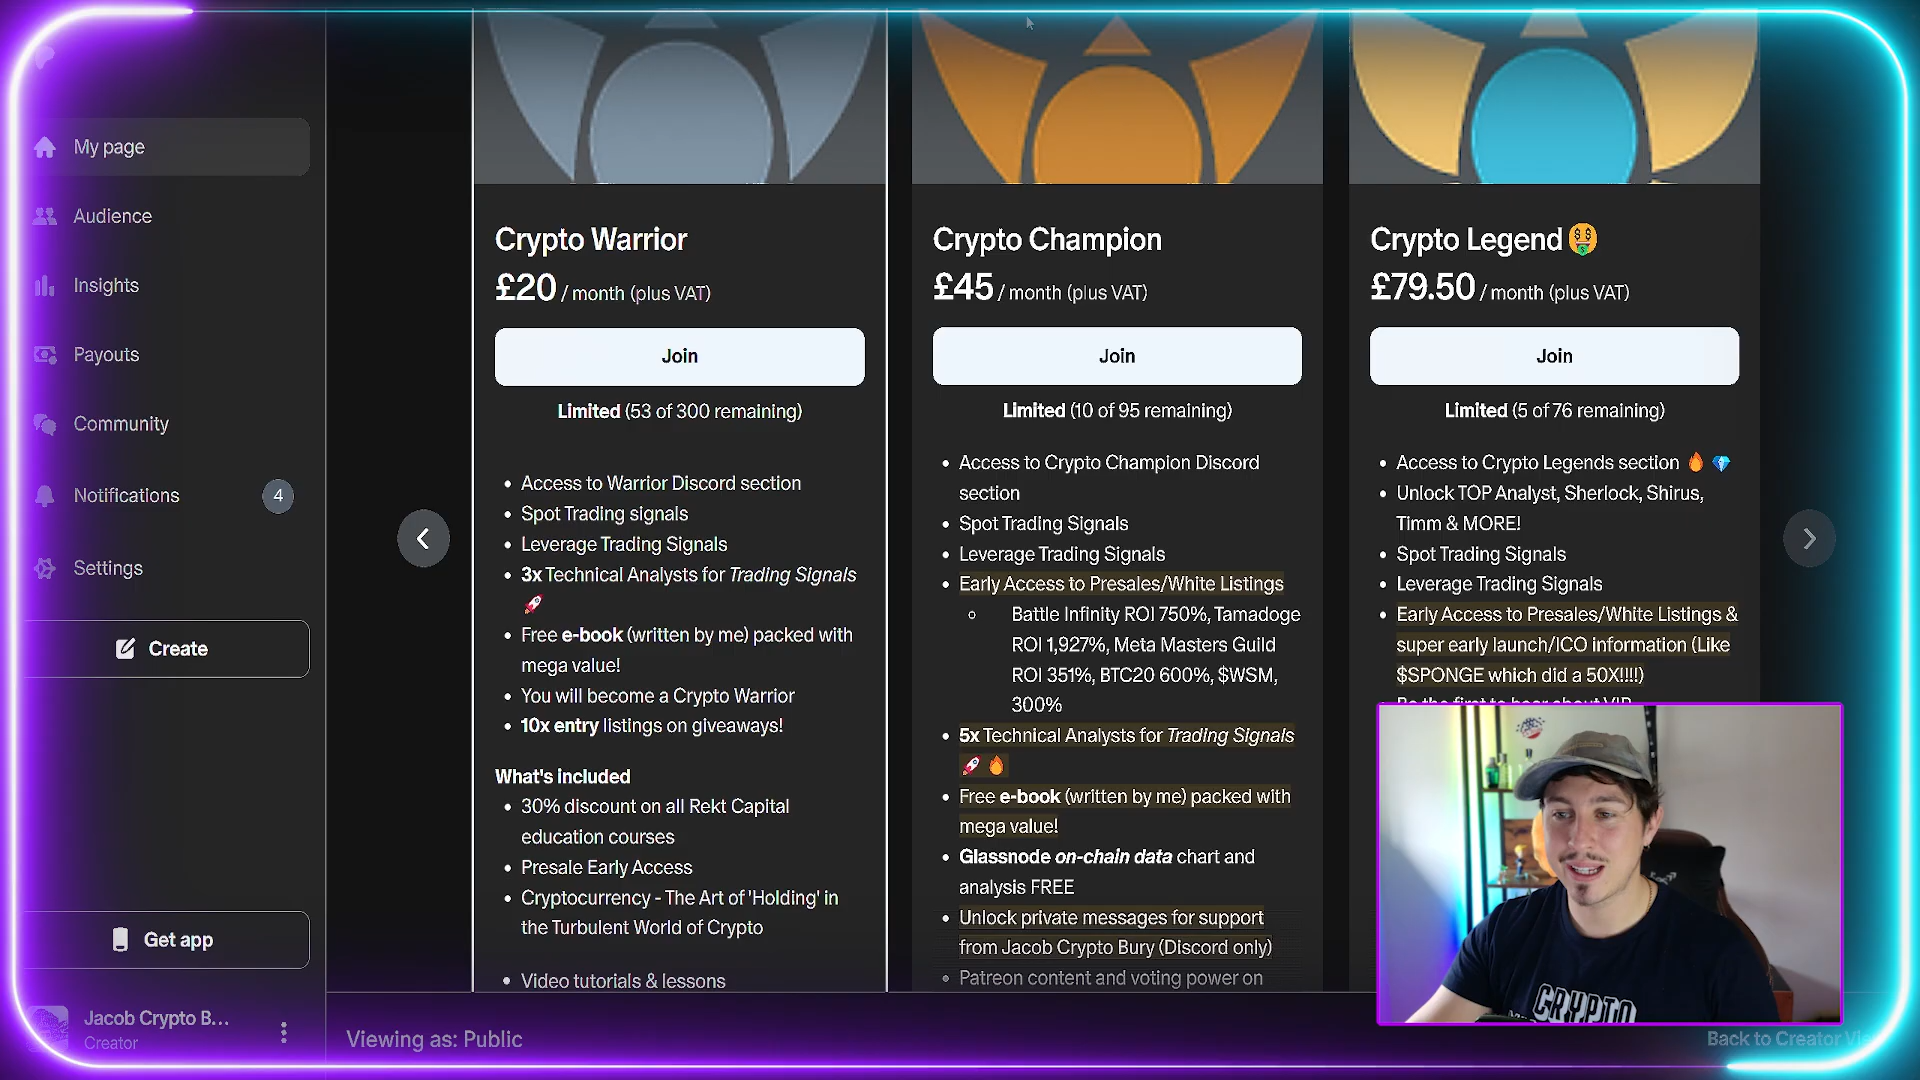 My page
Audience
Insights
Payouts
Community
Notifications
4
Settings
Create
Get app
Jacob Crypto B...
Creator
Crypto Warrior
£20 / month (plus VAT)
Join
Limited (53 of 300 remaining)
Access to Warrior Discord section
Spot Trading signals
Leverage Trading Signals
3x Technical Analysts for Trading Signals
🚀
Free e-book (written by me) packed with
mega value!
You will become a Crypto Warrior
10x entry listings on giveaways!
What's included
30% discount on all Rekt Capital
education courses
Presale Early Access
Cryptocurrency - The Art of 'Holding' in
the Turbulent World of Crypto
Video tutorials & lessons
Crypto Champion
£45 / month (plus VAT)
Join
Limited (10 of 95 remaining)
Access to Crypto Champion Discord
section
Spot Trading Signals
Leverage Trading Signals
Early Access to Presales/White Listings
Battle Infinity ROI 750%, Tamadoge
ROI 1,927%, Meta Masters Guild
ROI 351%, BTC20 600%, $WSM,
300%
5x Technical Analysts for Trading Signals
🚀 🔥
Free e-book (written by me) packed with
mega value!
Glassnode on-chain data chart and
analysis FREE
Unlock private messages for support
from Jacob Crypto Bury (Discord only)
Patreon content and voting power on
Crypto Legend 🤑
£79.50 / month (plus VAT)
Join
Limited (5 of 76 remaining)
Access to Crypto Legends section 🔥 💎
Unlock TOP Analyst, Sherlock, Shirus,
Timm & MORE!
Spot Trading Signals
Leverage Trading Signals
Early Access to Presales/White Listings &
super early launch/ICO information (Like
$SPONGE which did a 50X!!!!)
Be the first to hear about VIP
CRYPTO
Viewing as: Public
Back to Creator Vi